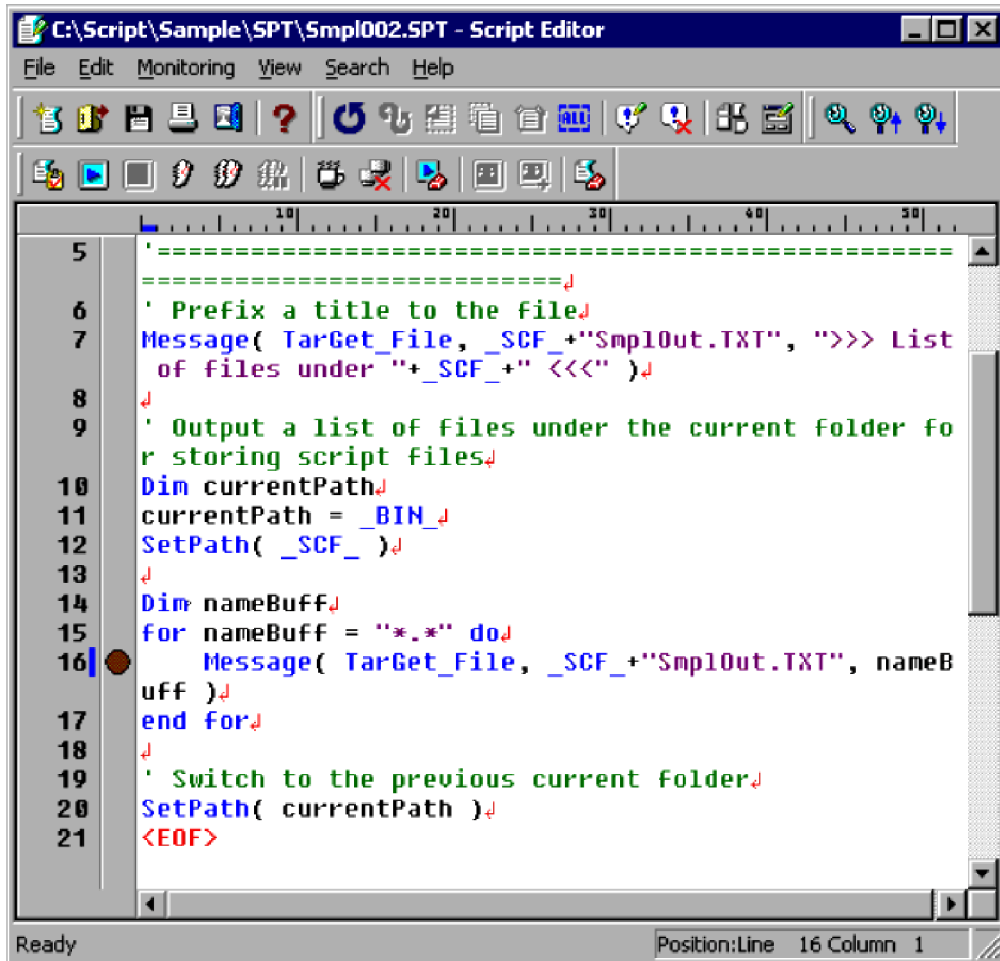 C:\Script\Sample\SPT\Smpl002.SPT - Script Editor
File Edit Monitoring View Search Help
ALL
10 20 30 40 50
5 '===================================================
===========================
6 ' Prefix a title to the file
7 Message( TarGet_File, _SCF_+"SmplOut.TXT", ">>> List
of files under "+_SCF_+" <<<" )
8
9 ' Output a list of files under the current folder fo
r storing script files
10 Dim currentPath
11 currentPath = _BIN_
12 SetPath( _SCF_ )
13
14 Dim nameBuff
15 for nameBuff = "*.*" do
16 Message( TarGet_File, _SCF_+"SmplOut.TXT", nameB
uff )
17 end for
18
19 ' Switch to the previous current folder
20 SetPath( currentPath )
21 <EOF>
Ready Position:Line 16 Column 1